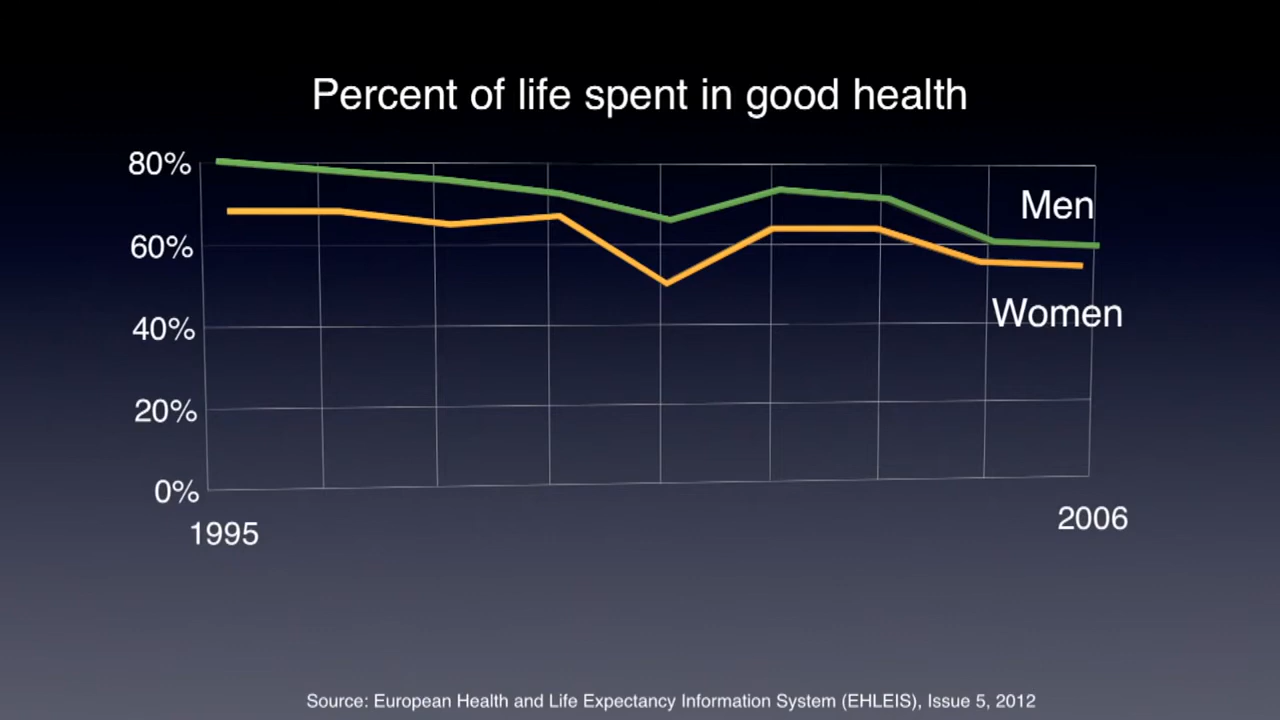 Percent of life spent in good health
80%
Men
60%
Women
40%
20%
0%
1995
2006
Source: European Health and Life Expectancy Information System (EHLEIS), Issue 5, 2012